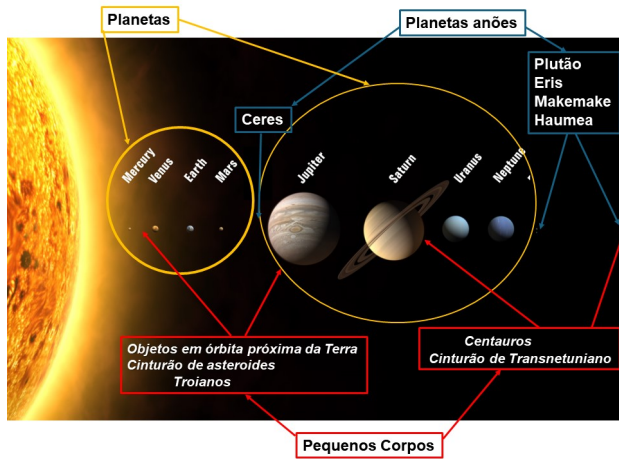 Planetas
Planetas anões
Plutão
Eris
Makemake
Haumea
Ceres
Mercury
Venus
Earth
Mars
Jupiter
Saturn
Uranus
Neptune
Objetos em órbita próxima da Terra
Cinturão de asteroides
Troianos
Centauros
Cinturão de Transnetuniano
Pequenos Corpos